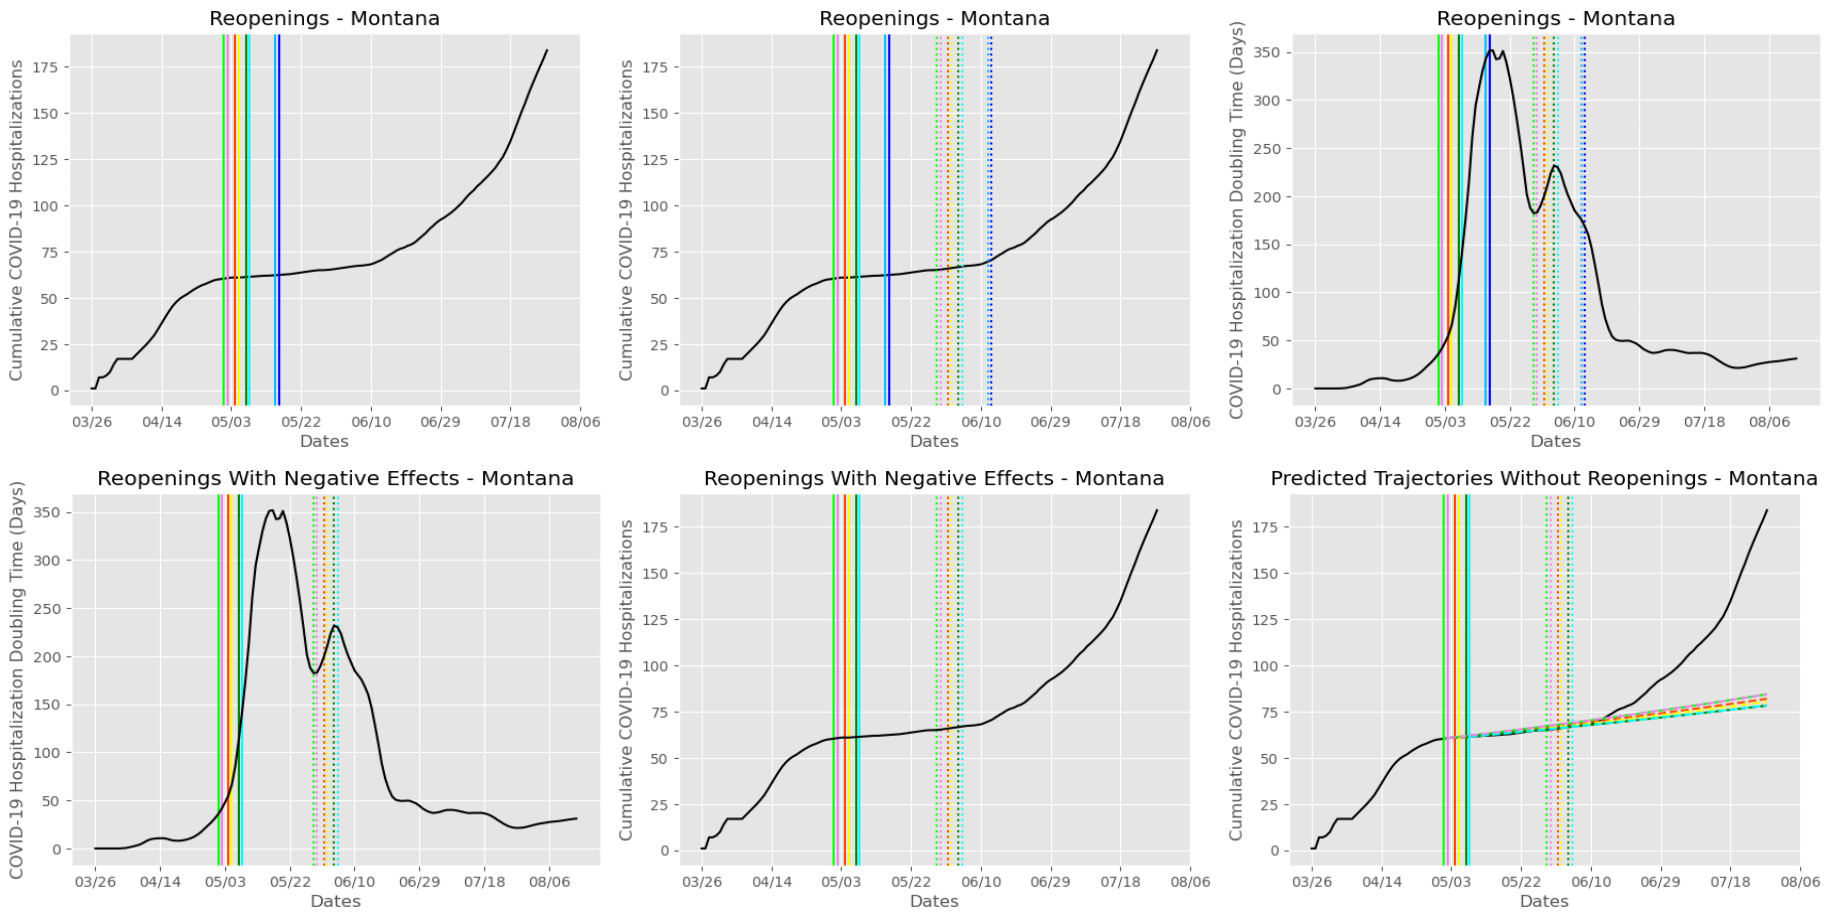 Reopenings - Montana
Cumulative COVID-19 Hospitalizations
175
150
125
100
75
50
25
0
03/26 04/14 05/03 05/22 06/10 06/29 07/18 08/06
Dates
Reopenings - Montana
Cumulative COVID-19 Hospitalizations
175
150
125
100
75
50
25
0
03/26 04/14 05/03 05/22 06/10 06/29 07/18 08/06
Dates
Reopenings - Montana
COVID-19 Hospitalization Doubling Time (Days)
350
300
250
200
150
100
50
0
03/26 04/14 05/03 05/22 06/10 06/29 07/18 08/06
Dates
Reopenings With Negative Effects - Montana
COVID-19 Hospitalization Doubling Time (Days)
350
300
250
200
150
100
50
0
03/26 04/14 05/03 05/22 06/10 06/29 07/18 08/06
Dates
Reopenings With Negative Effects - Montana
Cumulative COVID-19 Hospitalizations
175
150
125
100
75
50
25
0
03/26 04/14 05/03 05/22 06/10 06/29 07/18 08/06
Dates
Predicted Trajectories Without Reopenings - Montana
Cumulative COVID-19 Hospitalizations
175
150
125
100
75
50
25
0
03/26 04/14 05/03 05/22 06/10 06/29 07/18 08/06
Dates